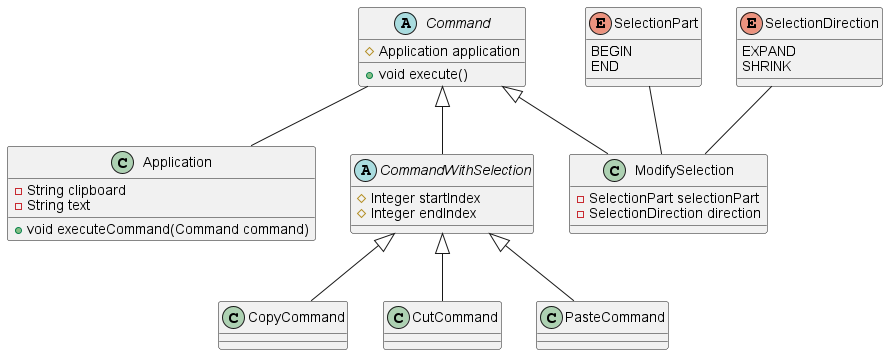 A Command
Application application
void execute()
E SelectionPart
BEGIN
END
E SelectionDirection
EXPAND
SHRINK
C Application
String clipboard
String text
void executeCommand(Command command)
A CommandWithSelection
Integer startIndex
Integer endIndex
C ModifySelection
SelectionPart selectionPart
SelectionDirection direction
C CopyCommand
C CutCommand
C PasteCommand